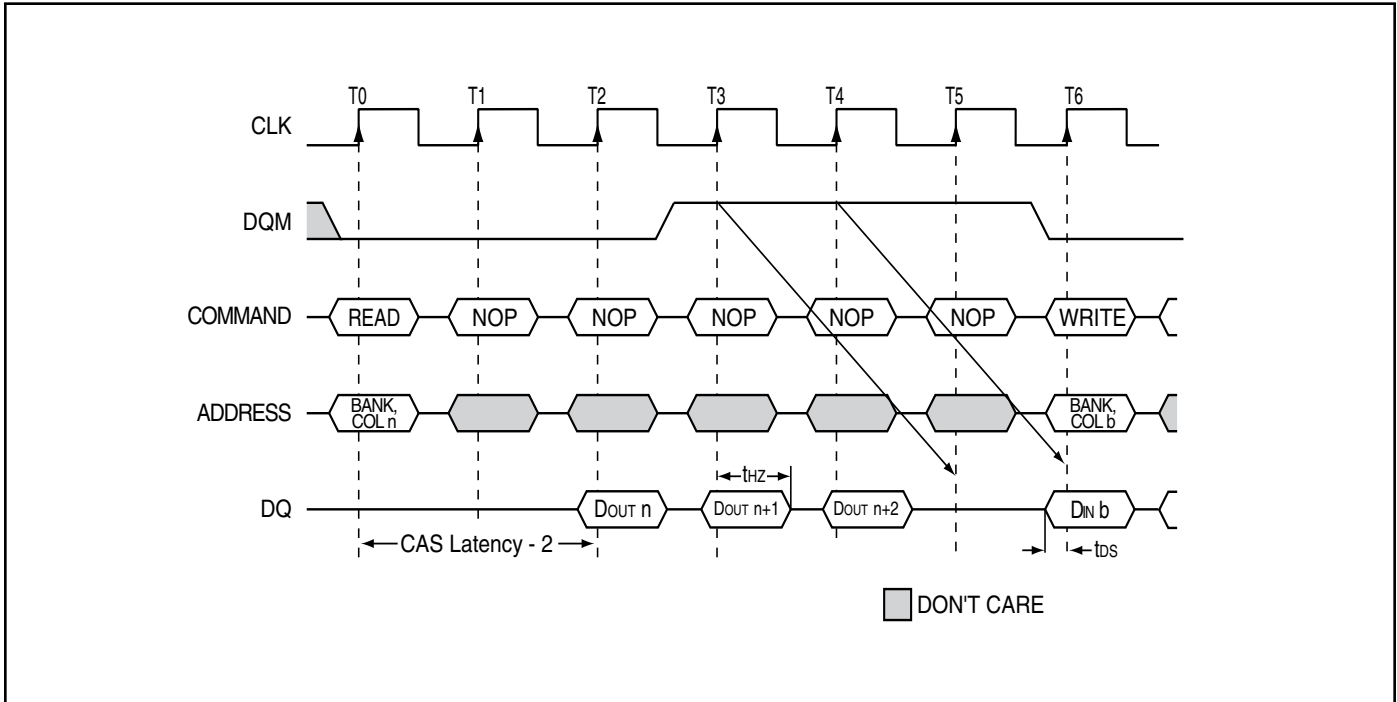 T0 T1 T2 T3 T4 T5 T6
CLK
DQM
COMMAND READ NOP NOP NOP NOP NOP WRITE
ADDRESS BANK, COL n BANK, COL b
tHZ
DQ DOUT n DOUT n+1 DOUT n+2 DIN b
CAS Latency - 2 tDS
DON'T CARE